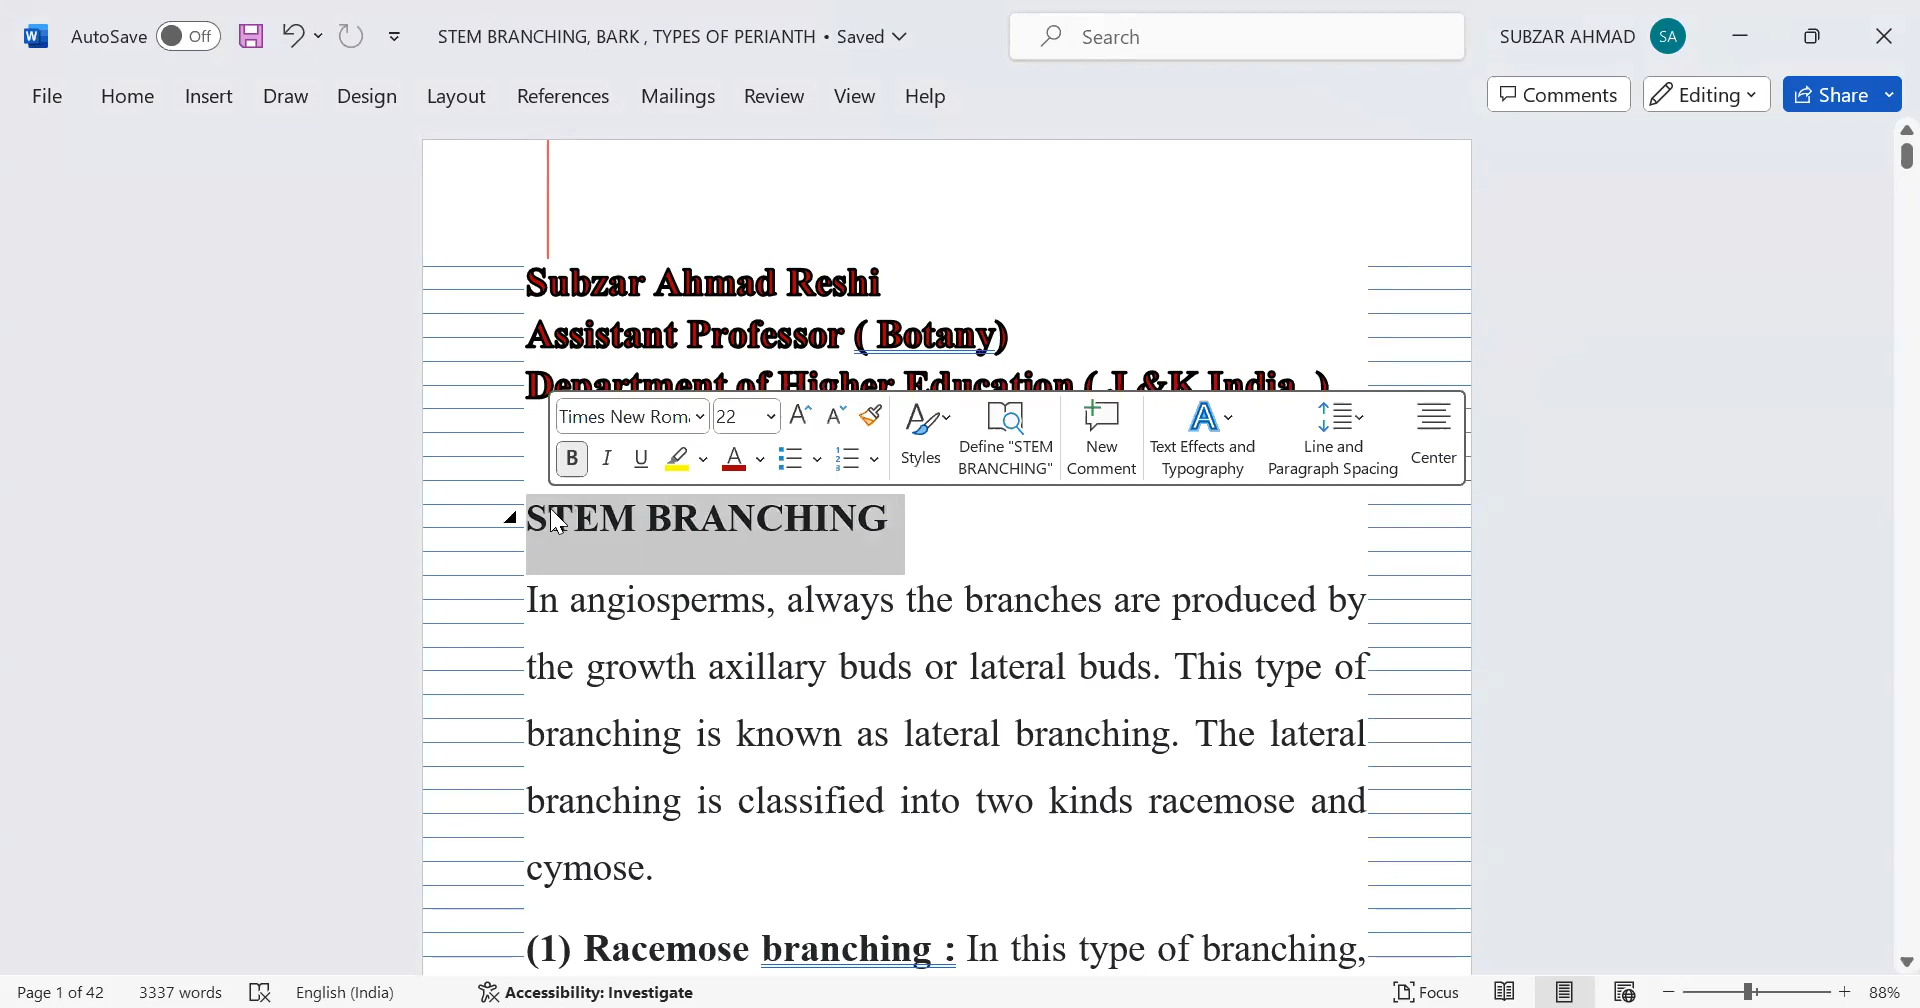 AutoSave Off STEM BRANCHING, BARK , TYPES OF PERIANTH • Saved Search SUBZAR AHMAD SA
File Home Insert Draw Design Layout References Mailings Review View Help Comments Editing Share
Subzar Ahmad Reshi
Assistant Professor ( Botany)
Department of Higher Education ( J &K India )
Times New Rom 22
Styles
Define "STEM
BRANCHING"
New
Comment
Text Effects and
Typography
Line and
Paragraph Spacing
Center
STEM BRANCHING
In angiosperms, always the branches are produced by
the growth axillary buds or lateral buds. This type of
branching is known as lateral branching. The lateral
branching is classified into two kinds racemose and
cymose.
(1) Racemose branching : In this type of branching,
Page 1 of 42 3337 words English (India) Accessibility: Investigate Focus 88%